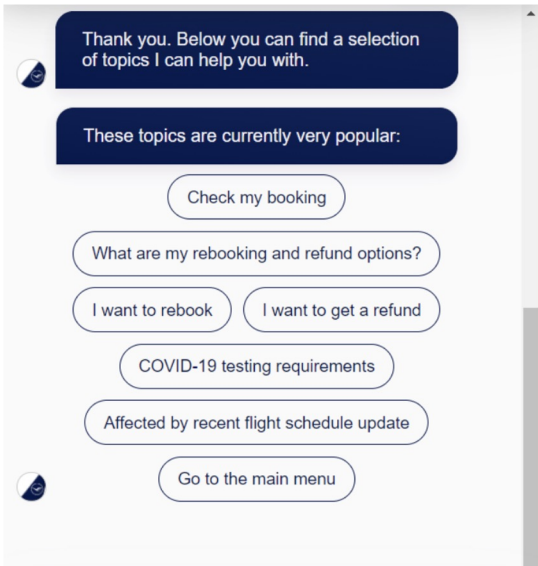 Thank you. Below you can find a selection
of topics I can help you with.
These topics are currently very popular:
Check my booking
What are my rebooking and refund options?
I want to rebook
I want to get a refund
COVID-19 testing requirements
Affected by recent flight schedule update
Go to the main menu